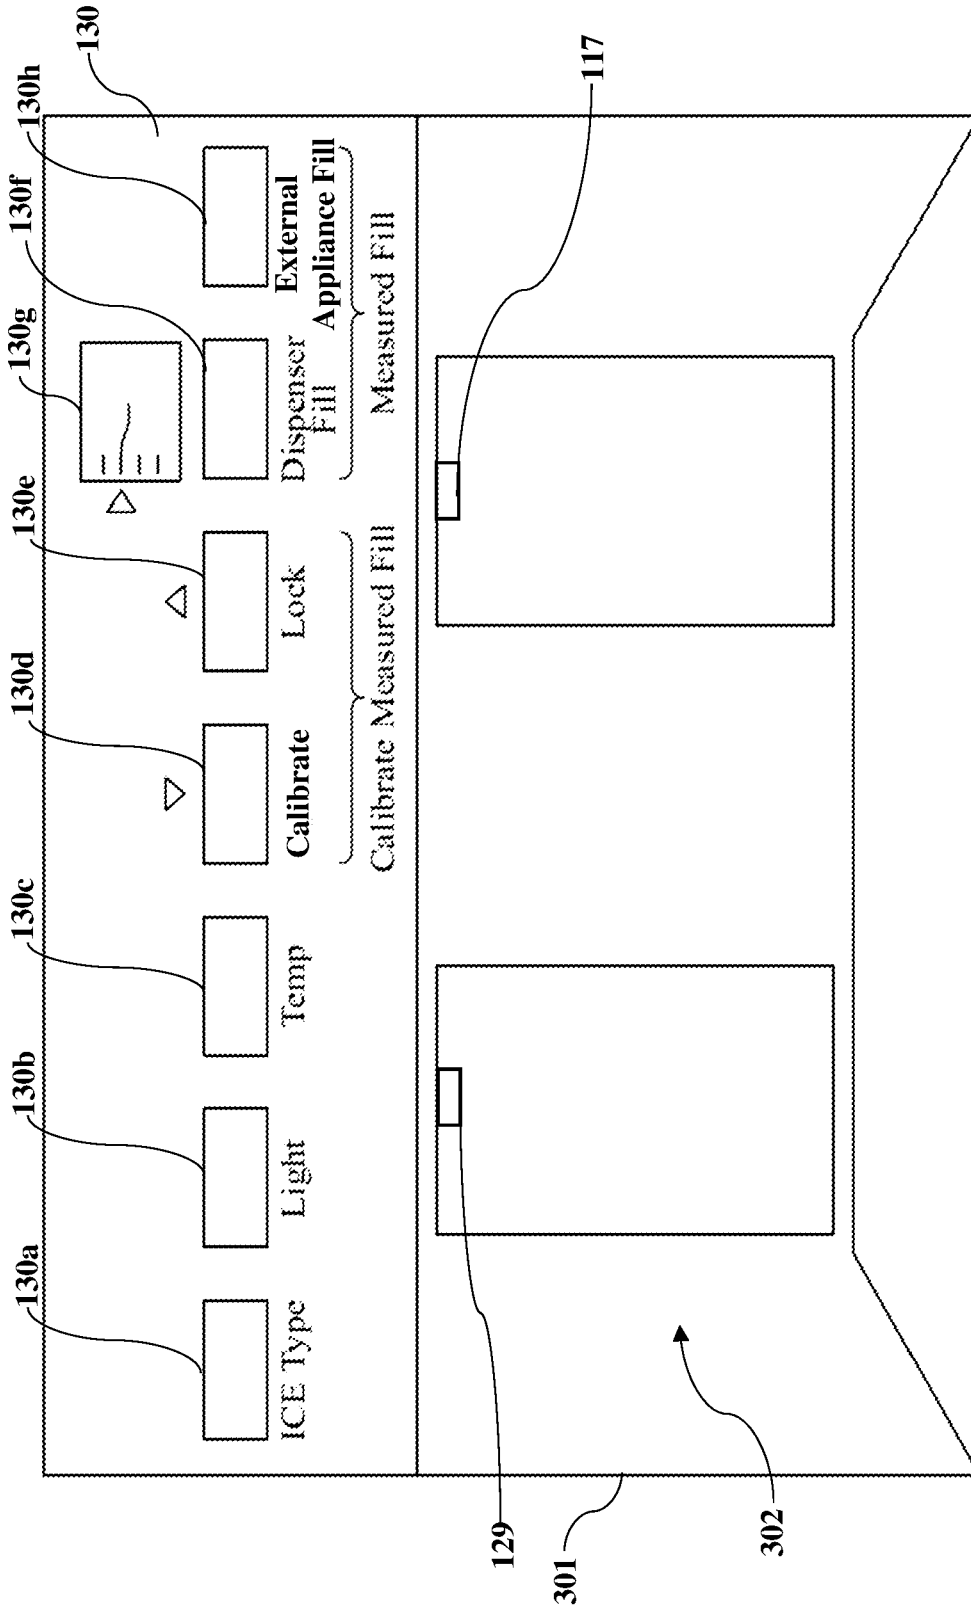 130
130a
130b
130c
130d
130e
130g
130f
130h
ICE Type
Light
Temp
Calibrate
Lock
Dispenser
Fill
External
Appliance Fill
Calibrate Measured Fill
Measured Fill
129
117
301
302